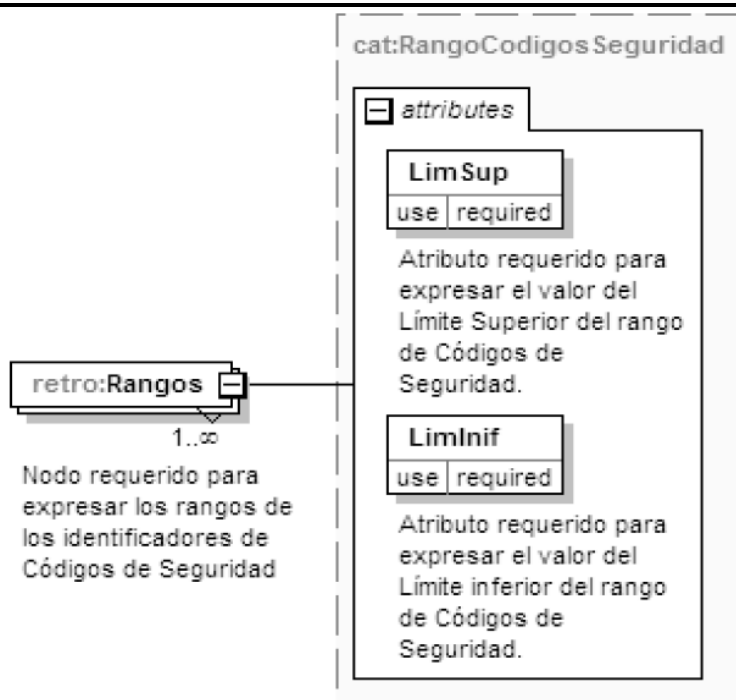 cat:RangoCodigosSeguridad
attributes
LimSup
use required
Atributo requerido para
expresar el valor del
Límite Superior del rango
de Códigos de
Seguridad.
retro:Rangos
1..∞
Nodo requerido para
expresar los rangos de
los identificadores de
Códigos de Seguridad
LimInif
use required
Atributo requerido para
expresar el valor del
Límite inferior del rango
de Códigos de
Seguridad.